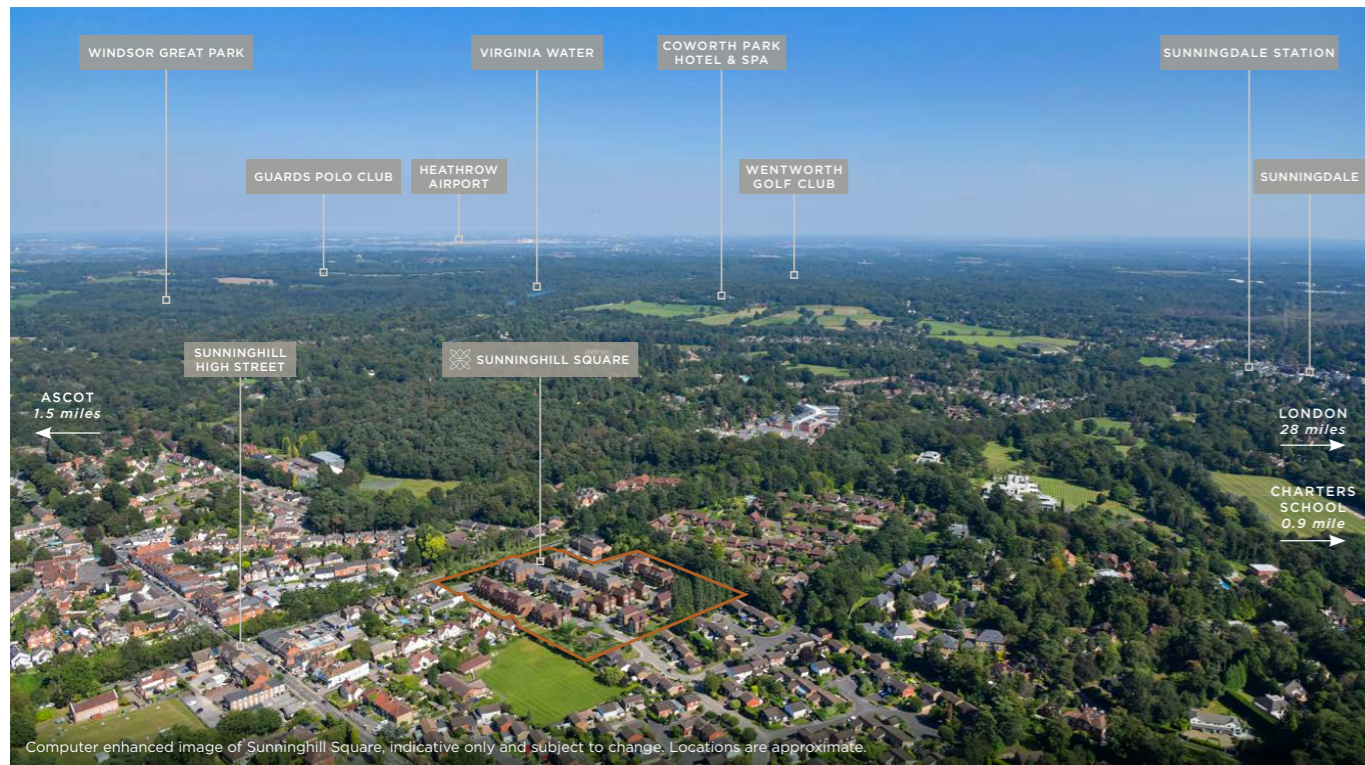 WINDSOR GREAT PARK
VIRGINIA WATER
COWORTH PARK
HOTEL & SPA
SUNNINGDALE STATION
GUARDS POLO CLUB
HEATHROW
AIRPORT
WENTWORTH
GOLF CLUB
SUNNINGDALE
SUNNINGHILL
HIGH STREET
SUNNINGHILL SQUARE
ASCOT
1.5 miles
LONDON
28 miles
CHARTERS
SCHOOL
0.9 mile
Computer enhanced image of Sunninghill Square, indicative only and subject to change. Locations are approximate.